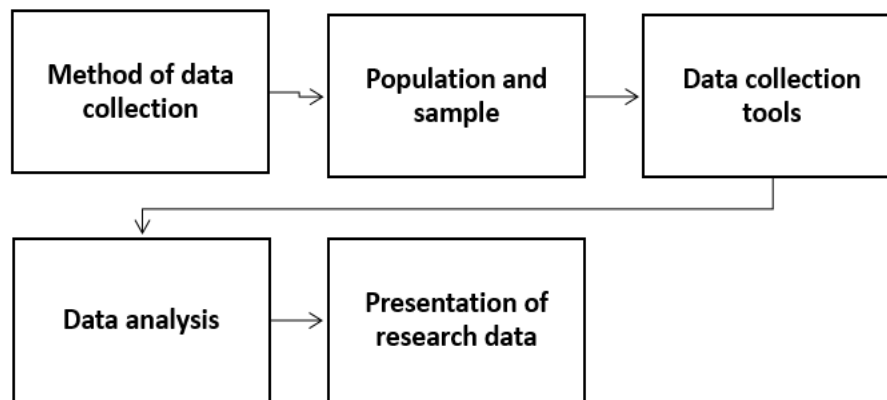 Method of data
collection
Population and
sample
Data collection
tools
Data analysis
Presentation of
research data